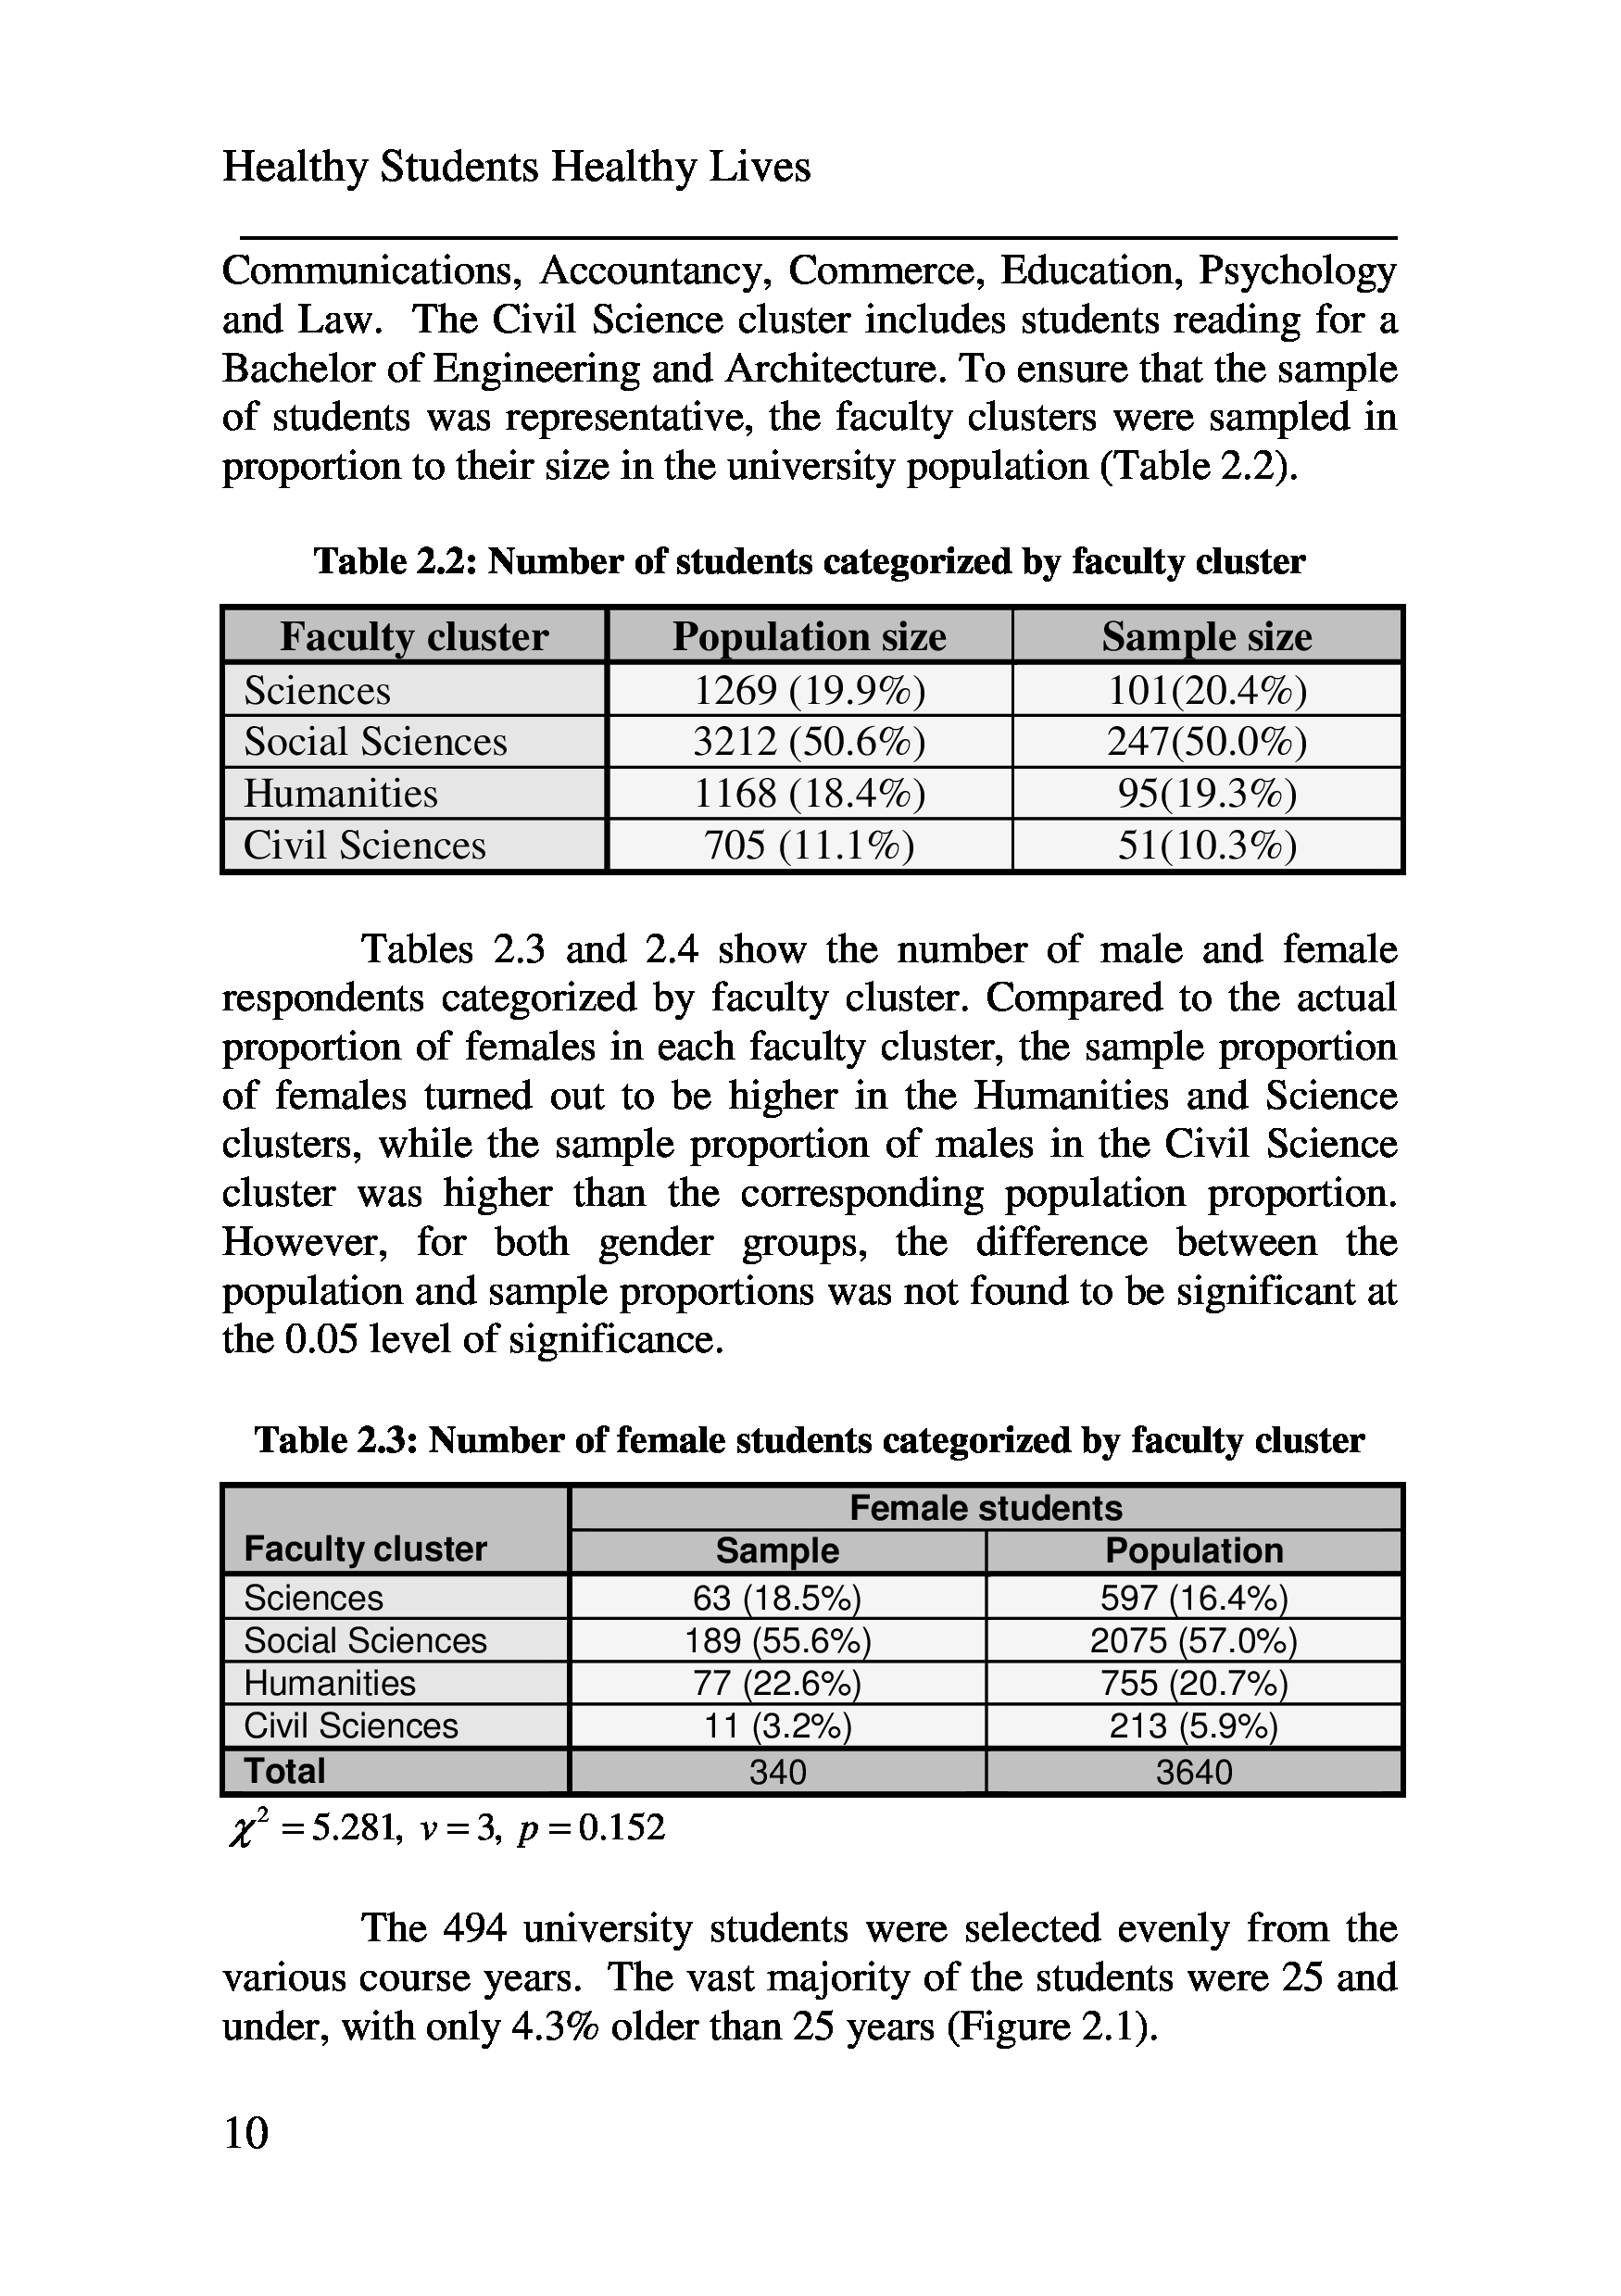 Healthy Students Healthy Lives
Communications, Accountancy, Commerce, Education, Psychology
and Law. The Civil Science cluster includes students reading for a
Bachelor of Engineering and Architecture. To ensure that the sample
of students was representative, the faculty clusters were sampled in
proportion to their size in the university population (Table 2.2).
Table 2.2: Number of students categorized by faculty cluster
Faculty cluster Population size Sample size
Sciences 1269 (19.9%) 101(20.4%)
Social Sciences 3212 (50.6%) 247(50.0%)
Humanities 1168 (18.4%) 95(19.3%)
Civil Sciences 705 (11.1%) 51(10.3%)
Tables 2.3 and 2.4 show the number of male and female
respondents categorized by faculty cluster. Compared to the actual
proportion of females in each faculty cluster, the sample proportion
of females turned out to be higher in the Humanities and Science
clusters, while the sample proportion of males in the Civil Science
cluster was higher than the corresponding population proportion.
However, for both gender groups, the difference between the
population and sample proportions was not found to be significant at
the 0.05 level of significance.
Table 2.3: Number of female students categorized by faculty cluster
Female students
Faculty cluster Sample Population
Sciences 63 (18.5%) 597 (16.4%)
Social Sciences 189 (55.6%) 2075 (57.0%)
Humanities 77 (22.6%) 755 (20.7%)
Civil Sciences 11 (3.2%) 213 (5.9%)
Total 340 3640
χ² = 5.281, ν = 3, p = 0.152
The 494 university students were selected evenly from the
various course years. The vast majority of the students were 25 and
under, with only 4.3% older than 25 years (Figure 2.1).
10